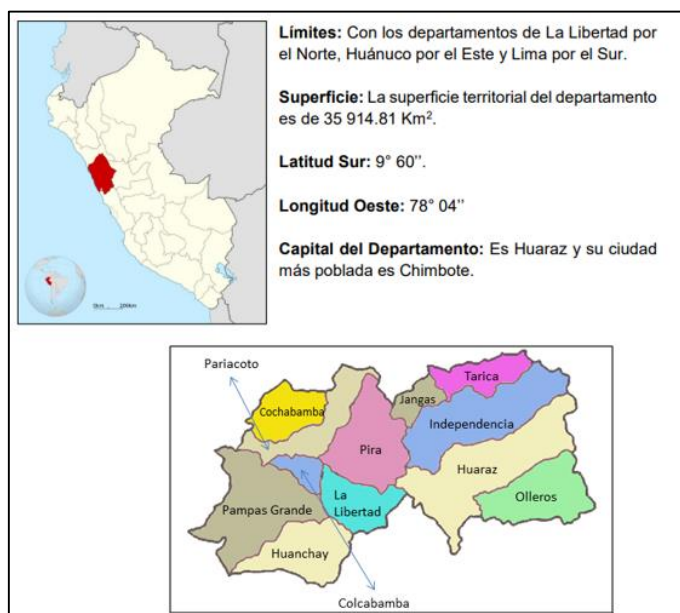 Límites: Con los departamentos de La Libertad por
el Norte, Huánuco por el Este y Lima por el Sur.
Superficie: La superficie territorial del departamento
es de 35 914.81 Km².
Latitud Sur: 9° 60’’.
Longitud Oeste: 78° 04’’
Capital del Departamento: Es Huaraz y su ciudad
más poblada es Chimbote.
Pariacoto
Tarica
Cochabamba
Jangas
Independencia
Pira
Huaraz
Olleros
La
Libertad
Pampas Grande
Huanchay
Colcabamba